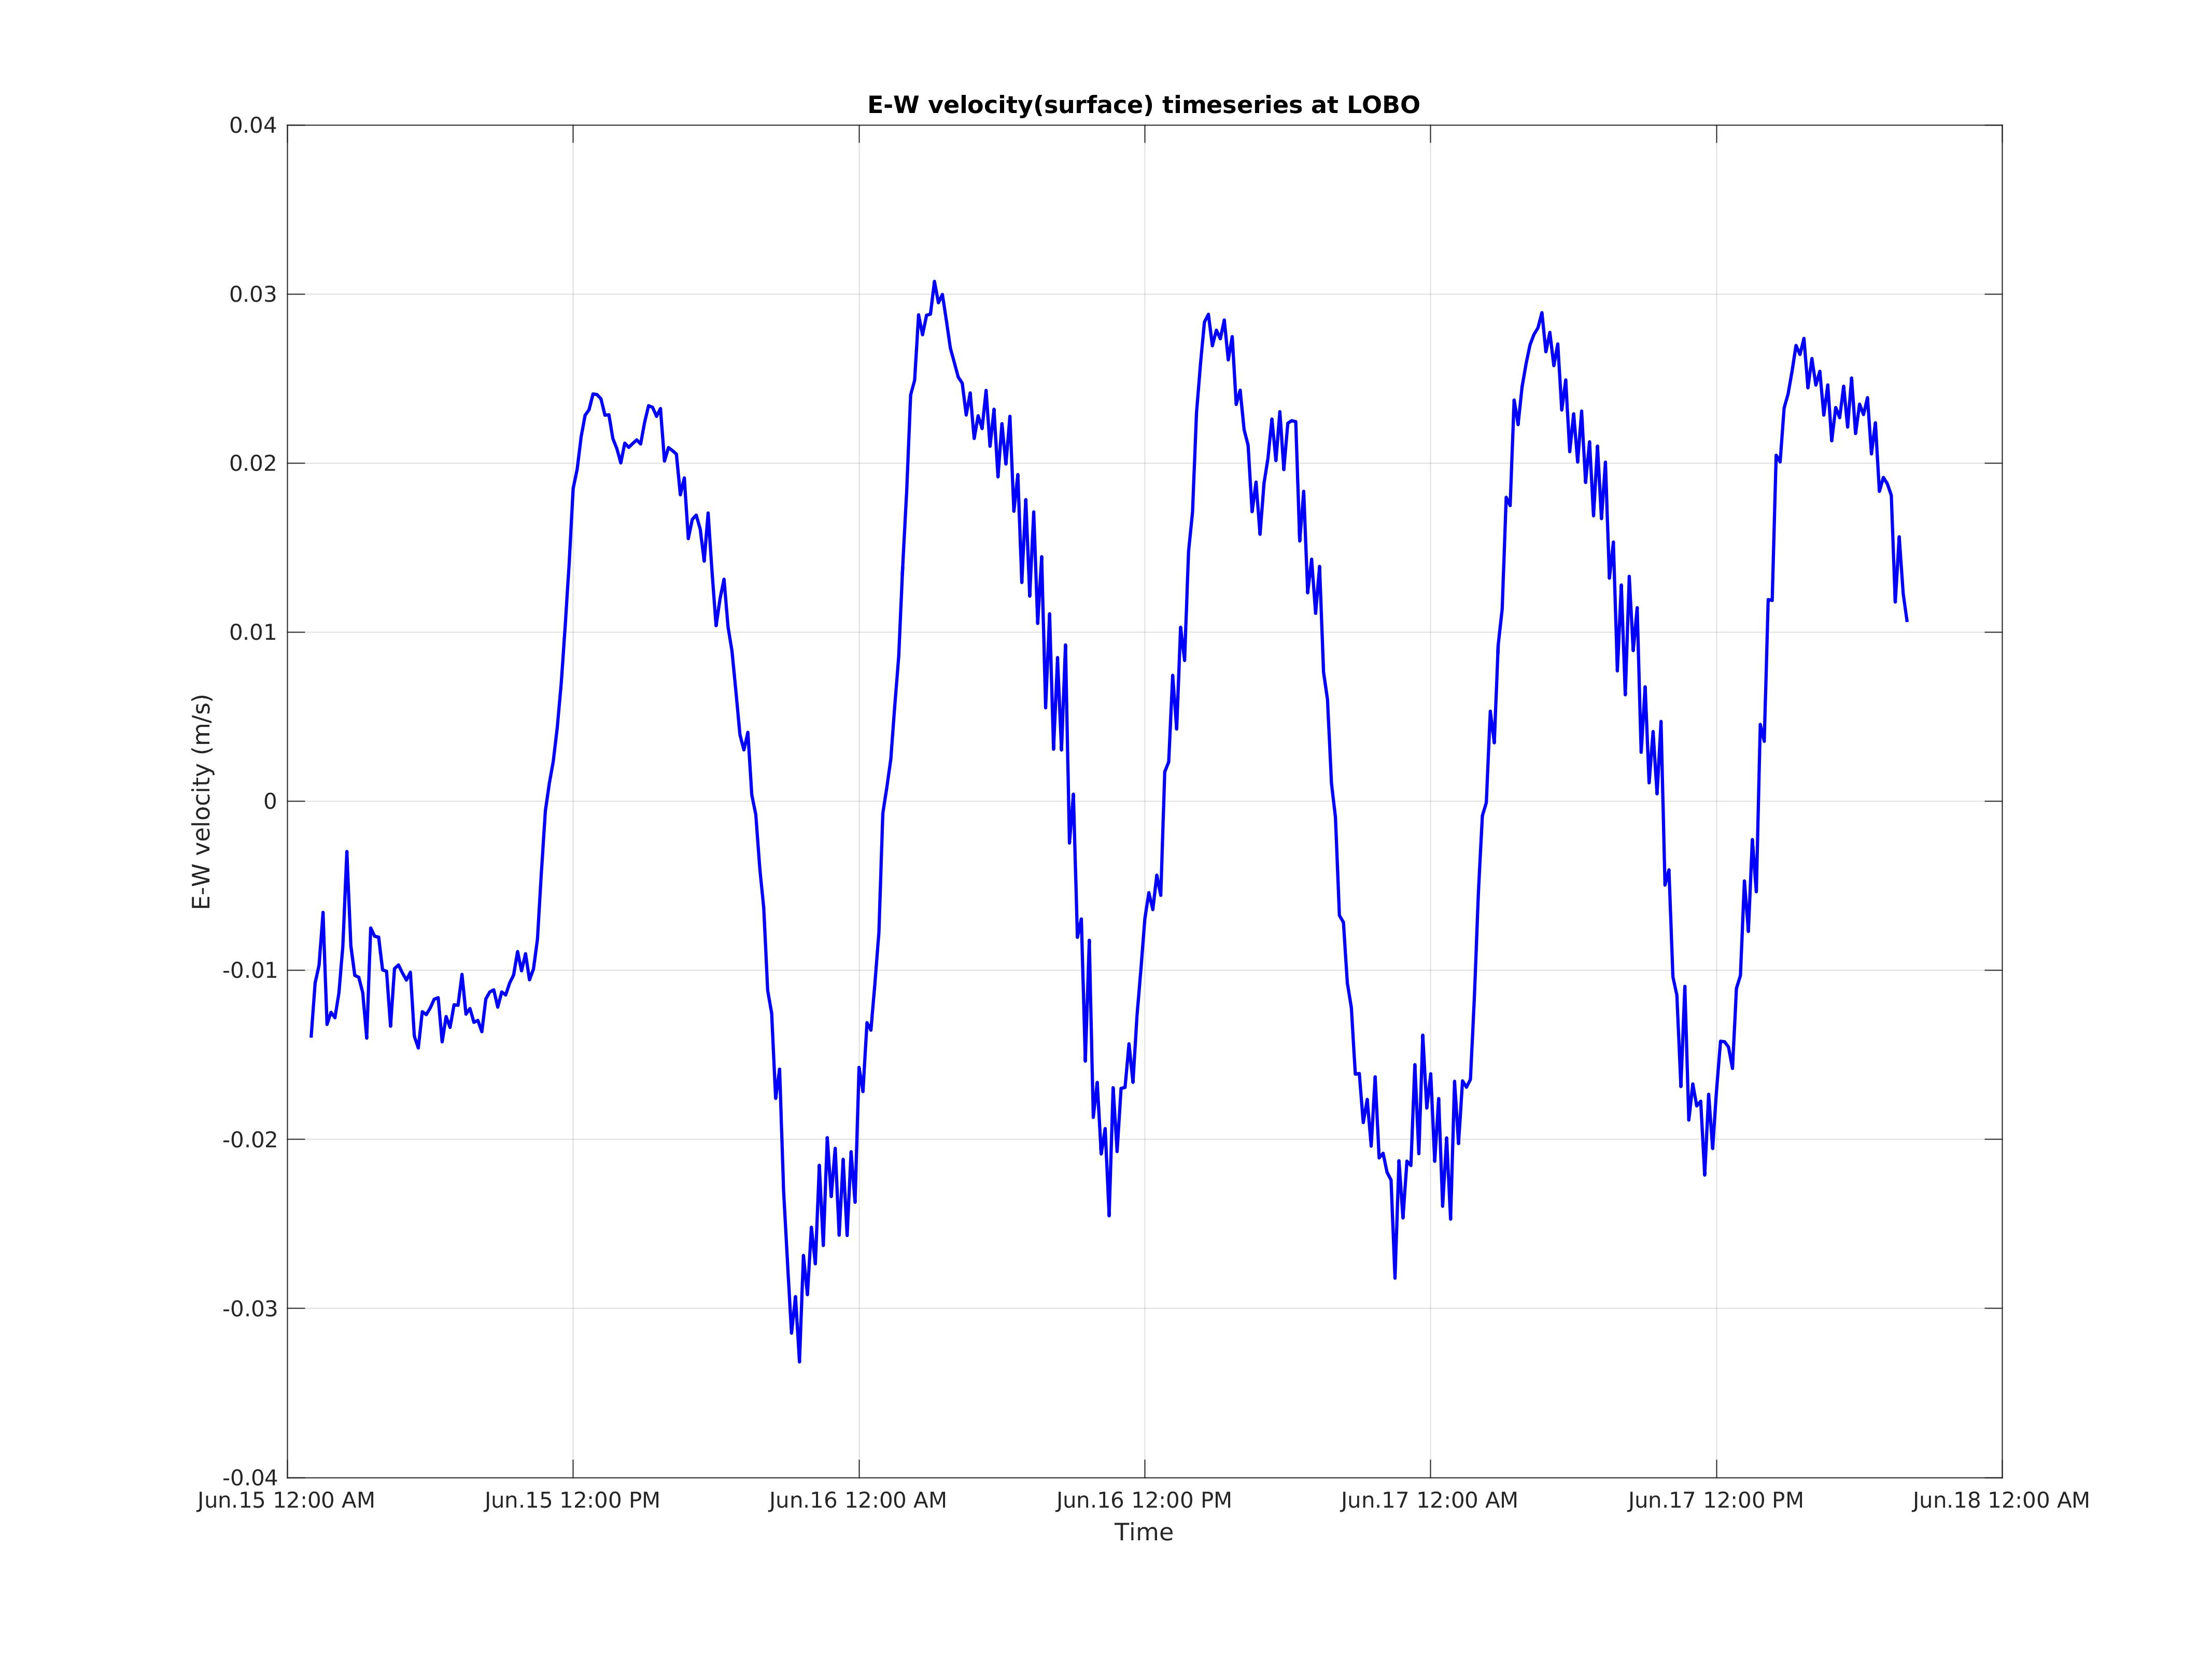 E-W velocity(surface) timeseries at LOBO
0.04
0.03
0.02
0.01
0
-0.01
-0.02
-0.03
-0.04
E-W velocity (m/s)
Jun.15 12:00 AM Jun.15 12:00 PM Jun.16 12:00 AM Jun.16 12:00 PM Jun.17 12:00 AM Jun.17 12:00 PM Jun.18 12:00 AM
Time